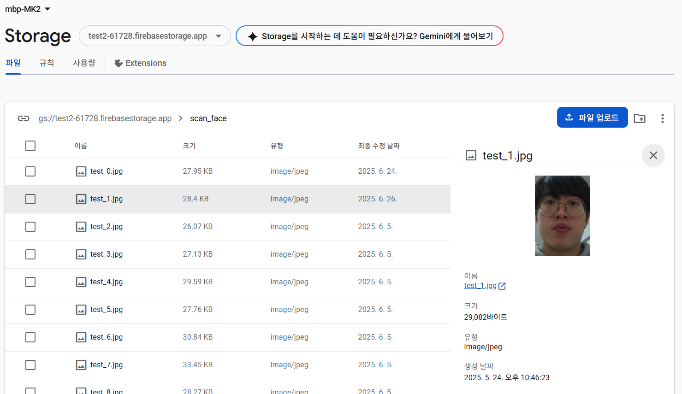 mbp-MK2
Storage
test2-61728.firebasestorage.app
Storage를 시작하는 데 도움이 필요하신가요? Gemini에게 물어보기
파일 규칙 사용량 Extensions
gs://test2-61728.firebasestorage.app > scan_face
파일 업로드
이름 크기 유형 최종 수정 날짜
test_0.jpg 27.95 KB image/jpeg 2025. 6. 24.
test_1.jpg 28.4 KB image/jpeg 2025. 6. 26.
test_2.jpg 26.07 KB image/jpeg 2025. 6. 5.
test_3.jpg 27.13 KB image/jpeg 2025. 6. 5.
test_4.jpg 29.59 KB image/jpeg 2025. 6. 5.
test_5.jpg 27.76 KB image/jpeg 2025. 6. 5.
test_6.jpg 30.84 KB image/jpeg 2025. 6. 5.
test_7.jpg 33.45 KB image/jpeg 2025. 6. 5.
test_8.jpg 28.27 KB image/jpeg 2025. 6. 5.
test_1.jpg
이름
test_1.jpg
크기
29,082바이트
유형
image/jpeg
생성 날짜
2025. 5. 24. 오후 10:46:23